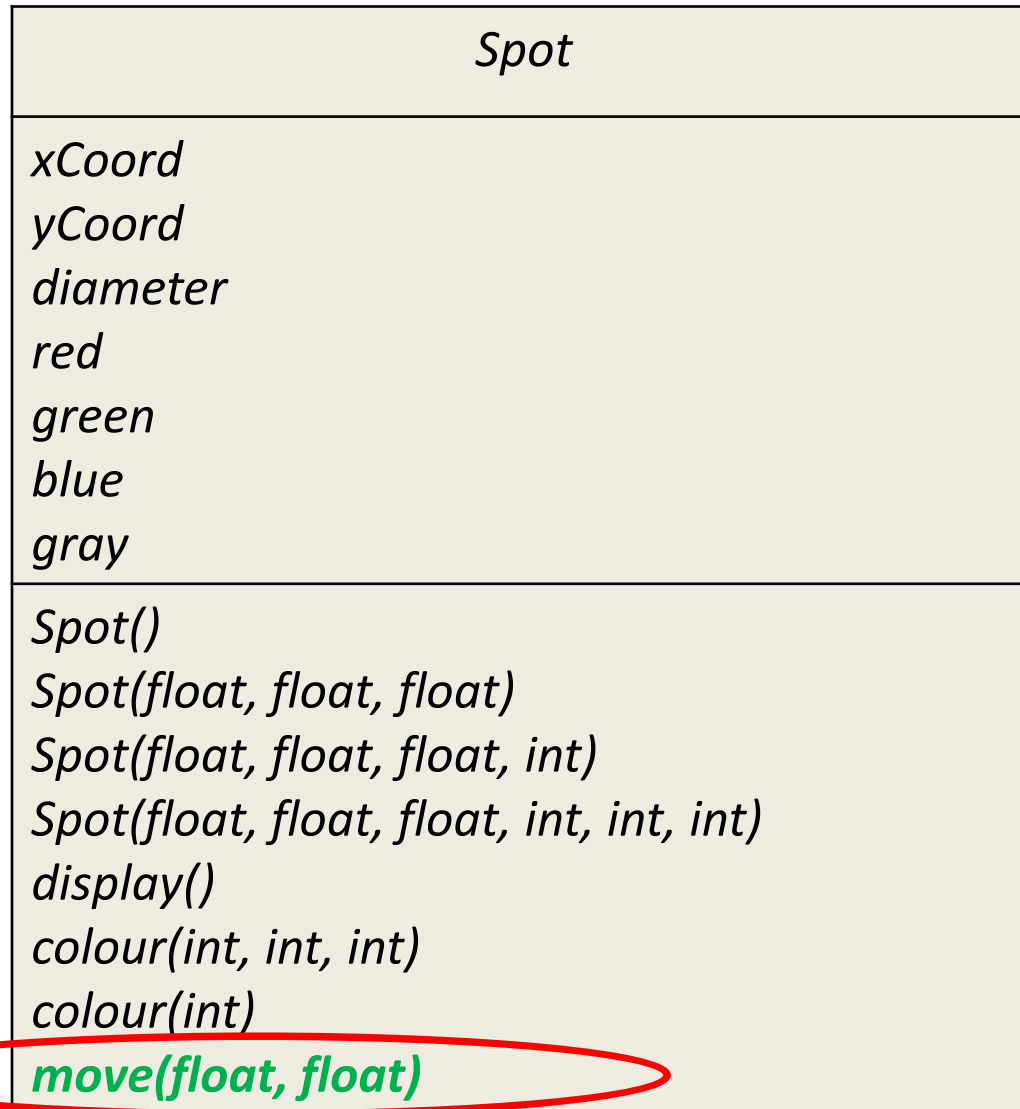 Spot
xCoord
yCoord
diameter
red
green
blue
gray
Spot()
Spot(float, float, float)
Spot(float, float, float, int)
Spot(float, float, float, int, int, int)
display()
colour(int, int, int)
colour(int)
move(float, float)